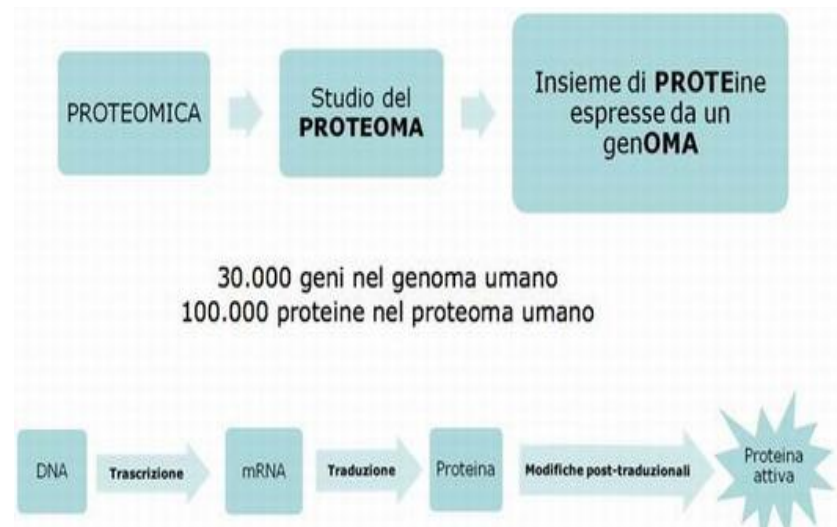 PROTEOMICA
Studio del
PROTEOMA
Insieme di PROTEine
espresse da un
genOMA
30.000 geni nel genoma umano
100.000 proteine nel proteoma umano
DNA
Trascrizione
mRNA
Traduzione
Proteina
Modifiche post-traduzionali
Proteina
attiva